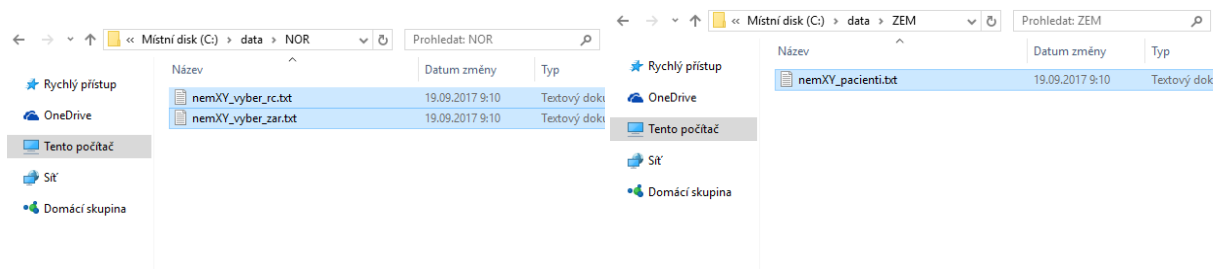 « Místní disk (C:) › data › NOR
Prohledat: NOR
Název
Datum změny
Typ
Rychlý přístup
nemXY_vyber_rc.txt
19.09.2017 9:10
Textový doku
OneDrive
nemXY_vyber_zar.txt
19.09.2017 9:10
Textový doku
Tento počítač
Síť
Domácí skupina
« Místní disk (C:) › data › ZEM
Prohledat: ZEM
Název
Datum změny
Typ
Rychlý přístup
nemXY_pacienti.txt
19.09.2017 9:10
Textový dok
OneDrive
Tento počítač
Síť
Domácí skupina